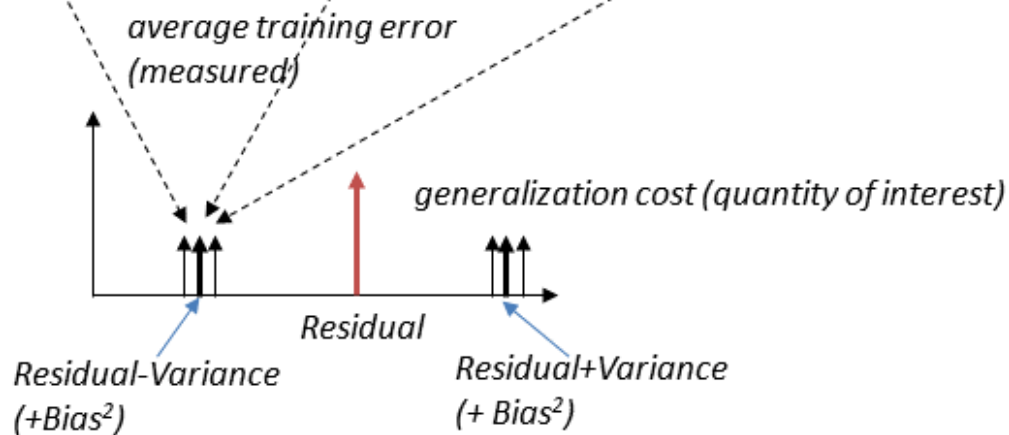 average training error
(measured)
generalization cost (quantity of interest)
Residual
Residual-Variance
(+Bias²)
Residual+Variance
(+ Bias²)